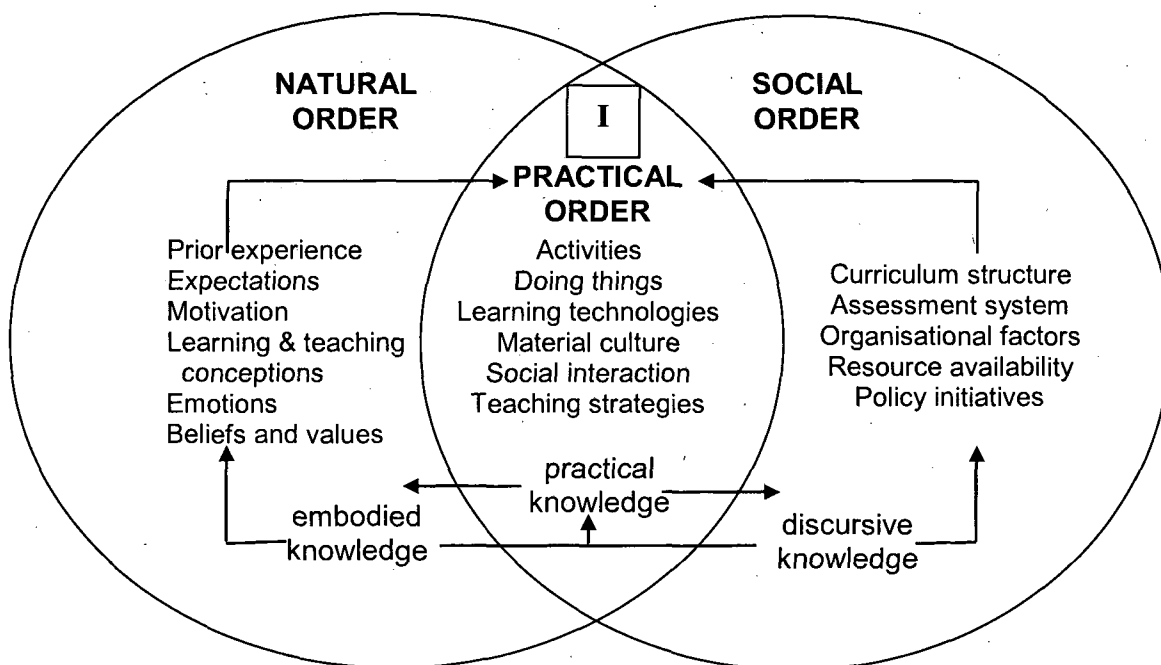 NATURAL
ORDER
I
SOCIAL
ORDER
PRACTICAL
ORDER
Prior experience
Expectations
Motivation
Learning & teaching
conceptions
Emotions
Beliefs and values
Activities
Doing things
Learning technologies
Material culture
Social interaction
Teaching strategies
Curriculum structure
Assessment system
Organisational factors
Resource availability
Policy initiatives
practical
knowledge
embodied
knowledge
discursive
knowledge